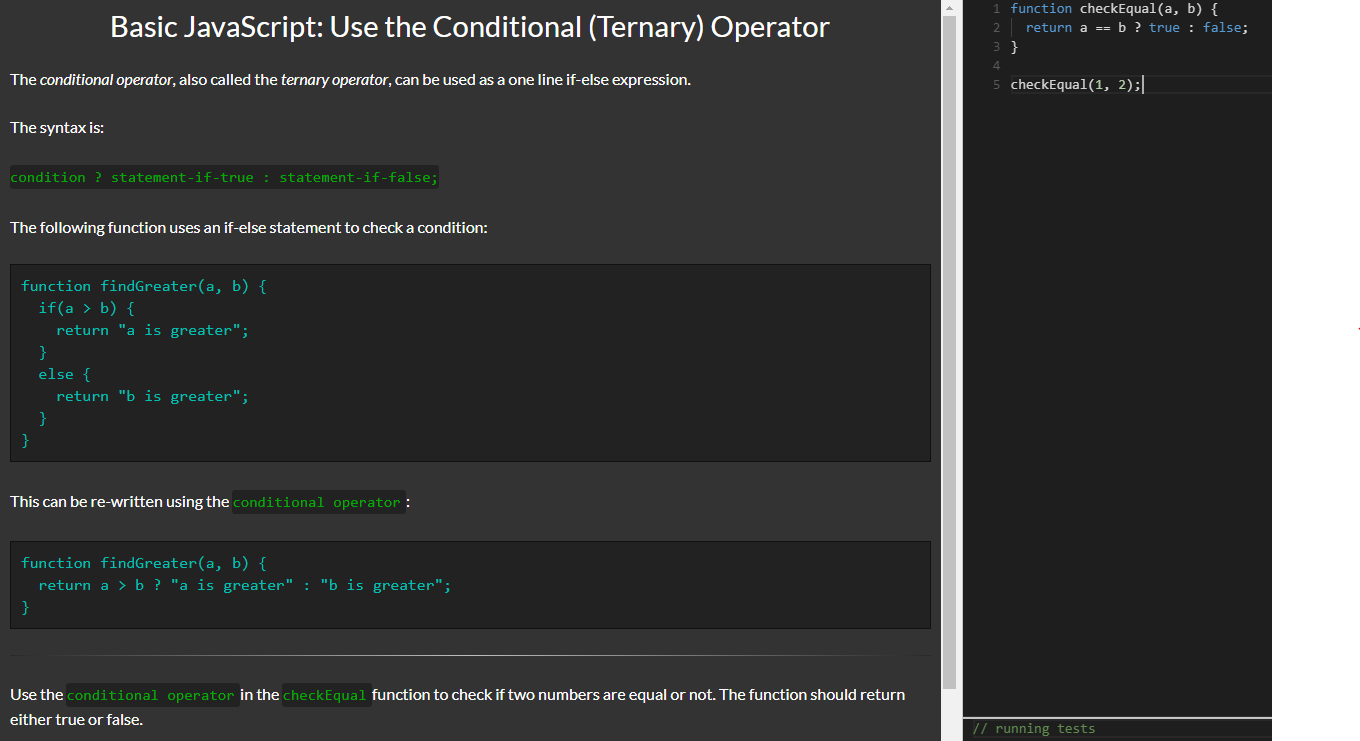 Basic JavaScript: Use the Conditional (Ternary) Operator
The conditional operator, also called the ternary operator, can be used as a one line if-else expression.
The syntax is:
condition ? statement-if-true : statement-if-false;
The following function uses an if-else statement to check a condition:
function findGreater(a, b) {
  if(a > b) {
    return "a is greater";
  }
  else {
    return "b is greater";
  }
}
This can be re-written using the conditional operator :
function findGreater(a, b) {
  return a > b ? "a is greater" : "b is greater";
}
Use the conditional operator in the checkEqual function to check if two numbers are equal or not. The function should return
either true or false.
1 function checkEqual(a, b) {
2   return a == b ? true : false;
3 }
4
5 checkEqual(1, 2);
// running tests